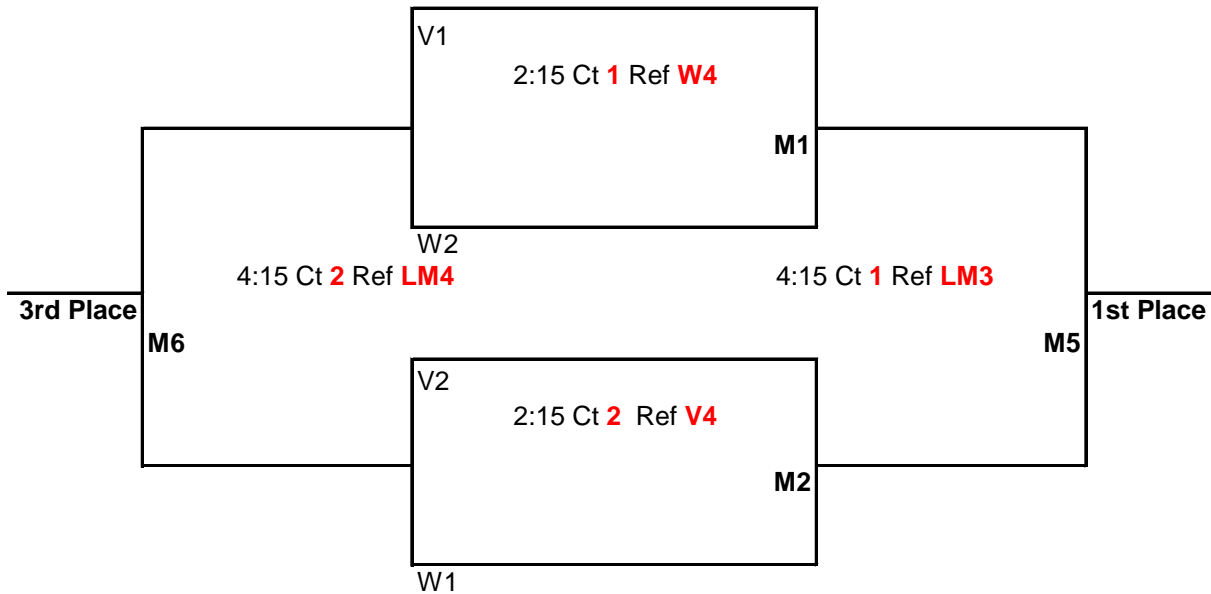 V1
2:15 Ct 1 Ref W4
M1
W2
4:15 Ct 2 Ref LM4
4:15 Ct 1 Ref LM3
3rd Place
1st Place
M6
M5
V2
2:15 Ct 2 Ref V4
M2
W1